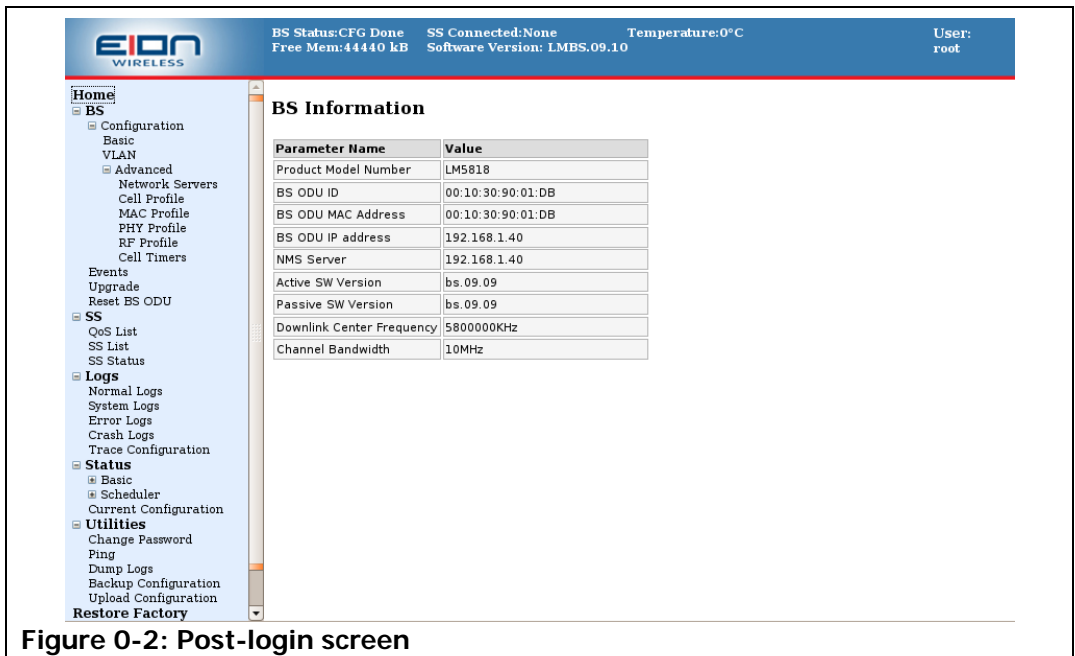 EION
WIRELESS
BS Status:CFG Done SS Connected:None Temperature:0°C User:
Free Mem:44440 kB Software Version: LMBS.09.10 root
Home
BS
Configuration
Basic
VLAN
Advanced
Network Servers
Cell Profile
MAC Profile
PHY Profile
RF Profile
Cell Timers
Events
Upgrade
Reset BS ODU
SS
QoS List
SS List
SS Status
Logs
Normal Logs
System Logs
Error Logs
Crash Logs
Trace Configuration
Status
Basic
Scheduler
Current Configuration
Utilities
Change Password
Ping
Dump Logs
Backup Configuration
Upload Configuration
Restore Factory
BS Information
Parameter Name Value
Product Model Number LM5818
BS ODU ID 00:10:30:90:01:DB
BS ODU MAC Address 00:10:30:90:01:DB
BS ODU IP address 192.168.1.40
NMS Server 192.168.1.40
Active SW Version bs.09.09
Passive SW Version bs.09.09
Downlink Center Frequency 5800000KHz
Channel Bandwidth 10MHz
Figure 0-2: Post-login screen